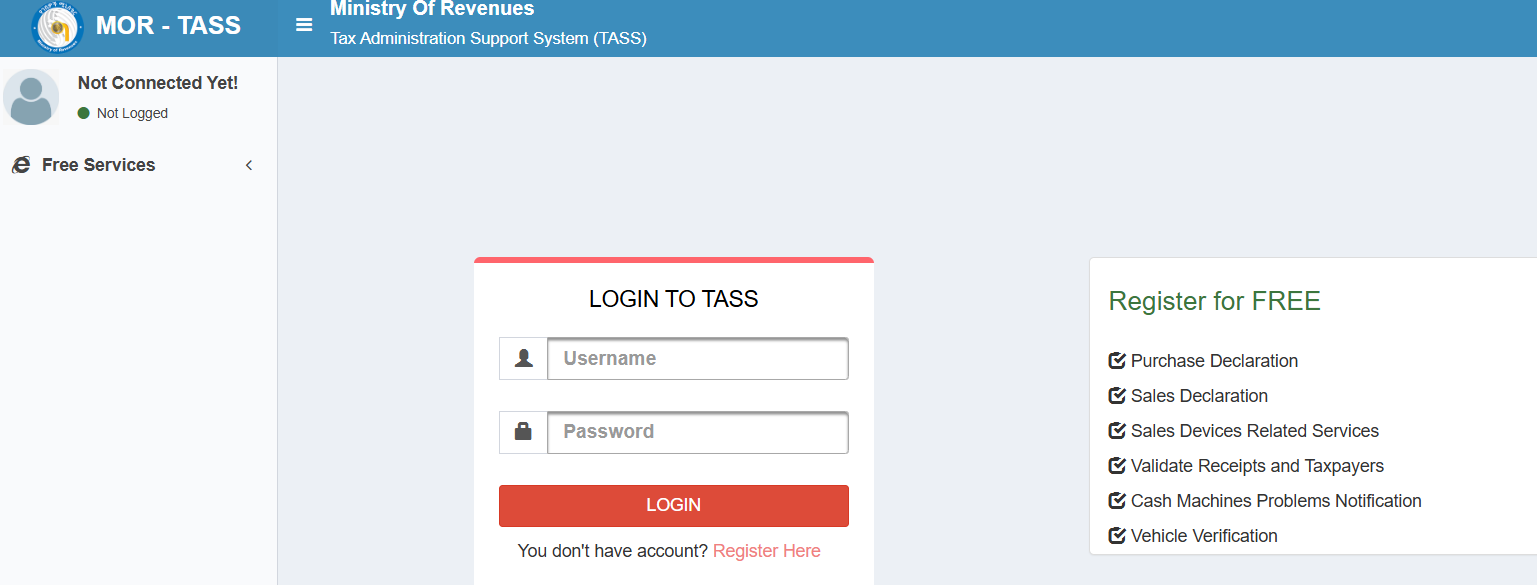 MOR - TASS
Ministry Of Revenues
Tax Administration Support System (TASS)
Not Connected Yet!
Not Logged
Free Services
LOGIN TO TASS
Username
Password
LOGIN
You don't have account? Register Here
Register for FREE
Purchase Declaration
Sales Declaration
Sales Devices Related Services
Validate Receipts and Taxpayers
Cash Machines Problems Notification
Vehicle Verification